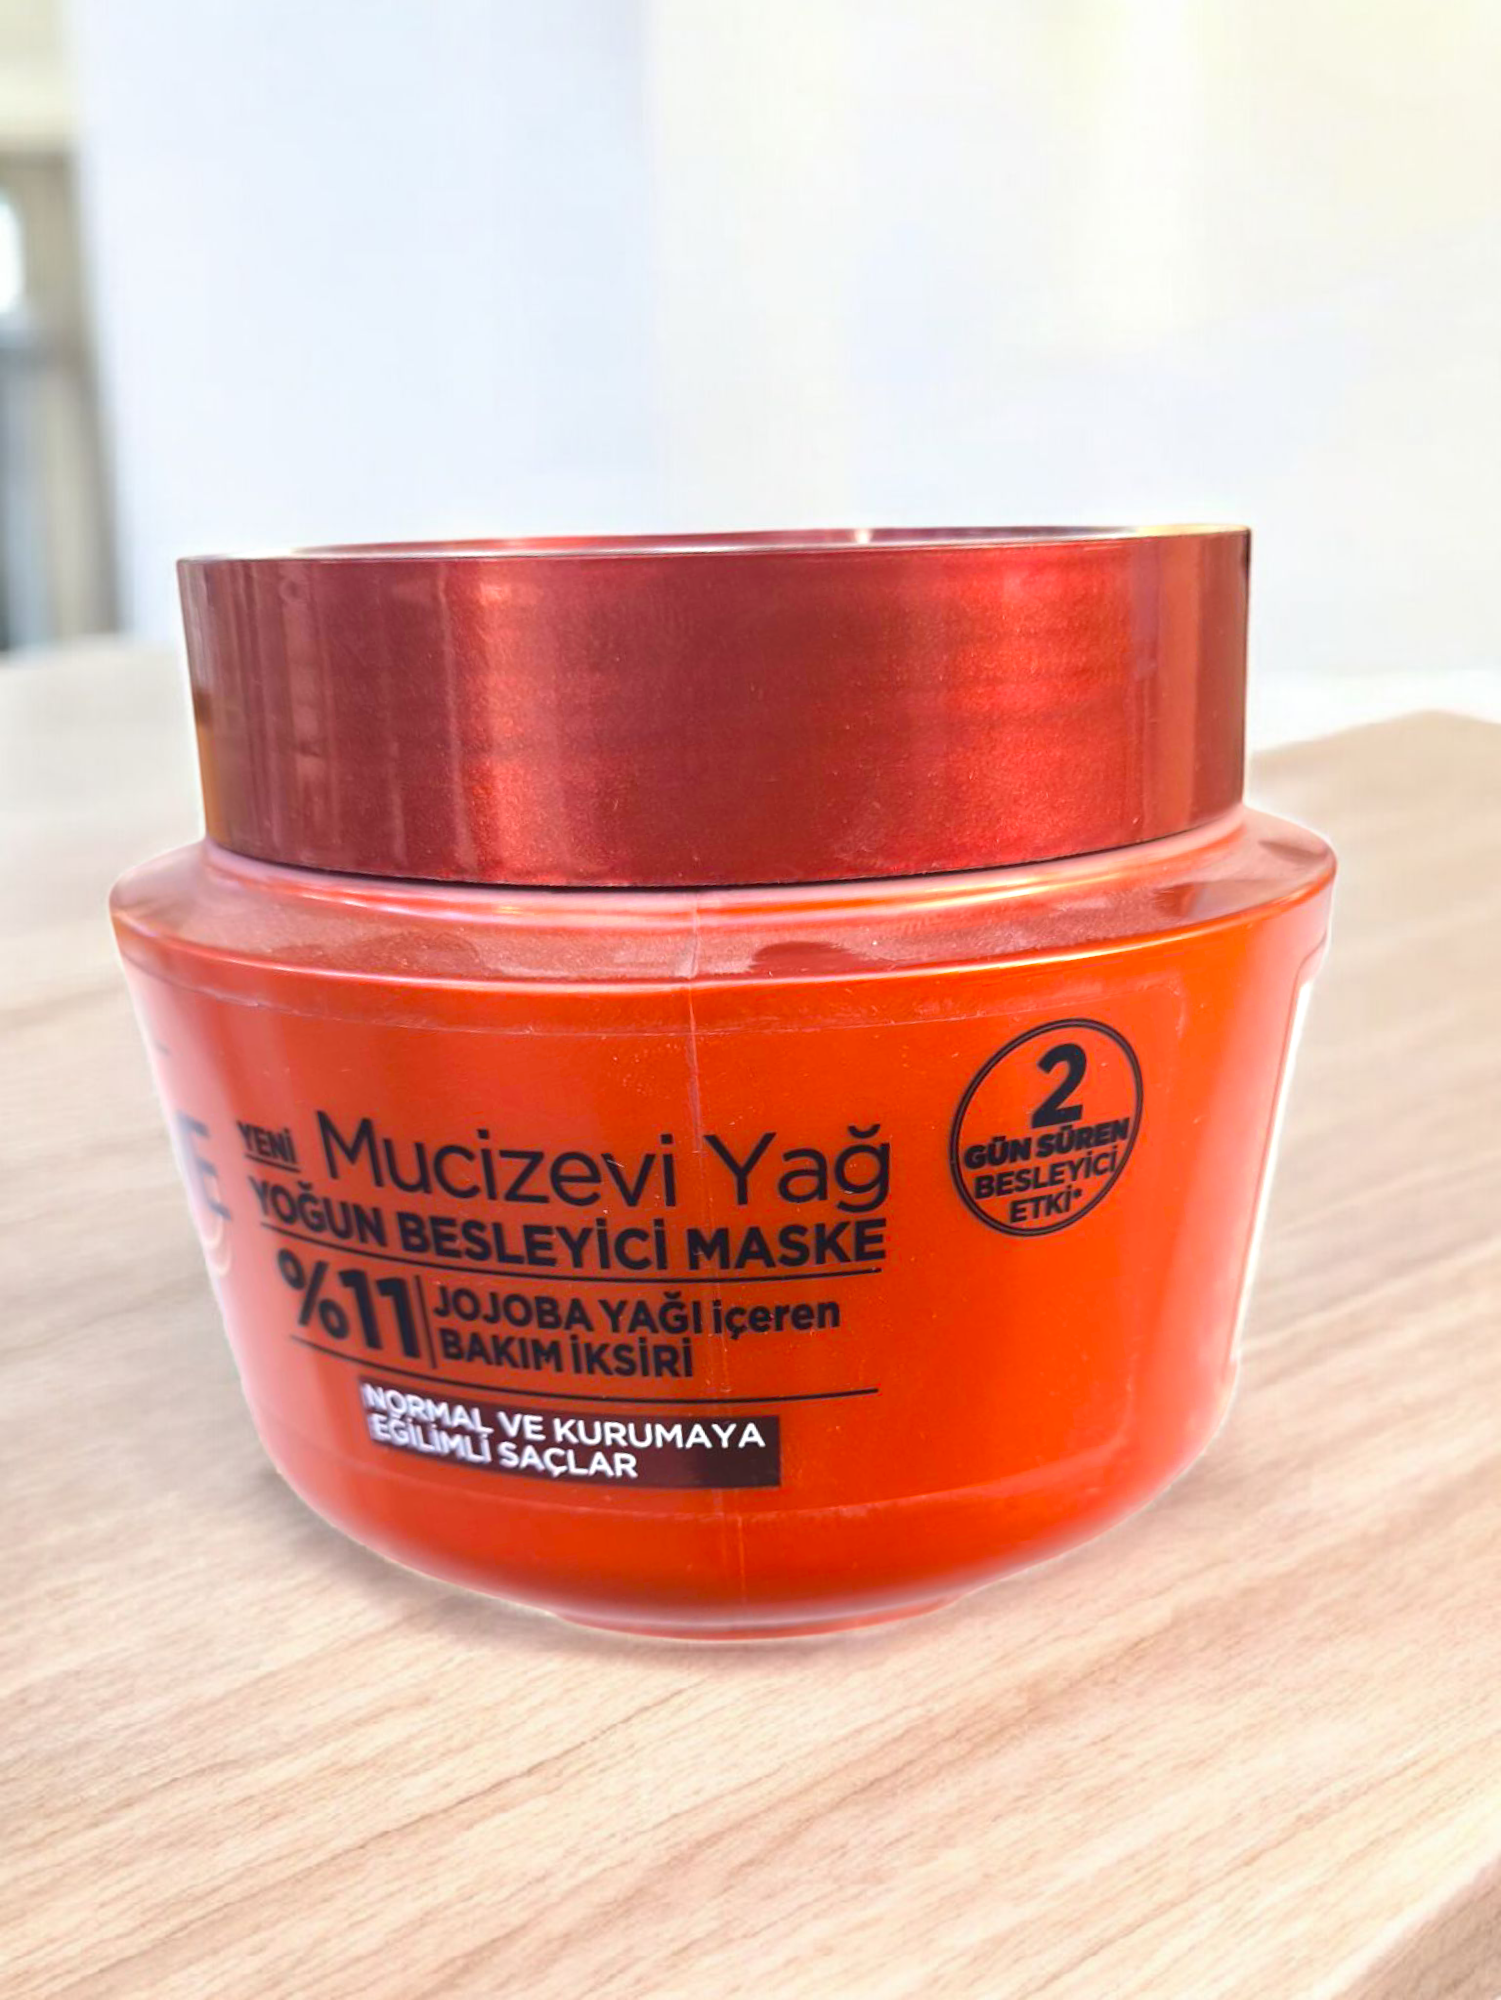 YENİ Mucizevi Yağ
YOĞUN BESLEYİCİ MASKE
%11 JOJOBA YAĞI içeren
BAKIM İKSİRİ
NORMAL VE KURUMAYA
EĞİLİMLİ SAÇLAR
2
GÜN SÜREN
BESLEYİCİ
ETKİ*